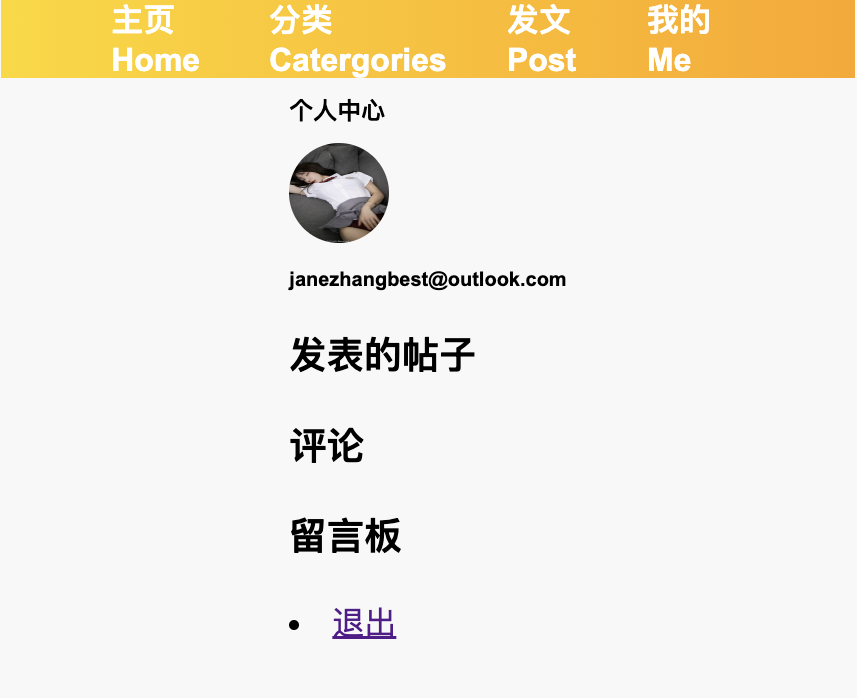 主页 分类 发文 我的
Home Catergories Post Me
个人中心
janezhangbest@outlook.com
发表的帖子
评论
留言板
退出